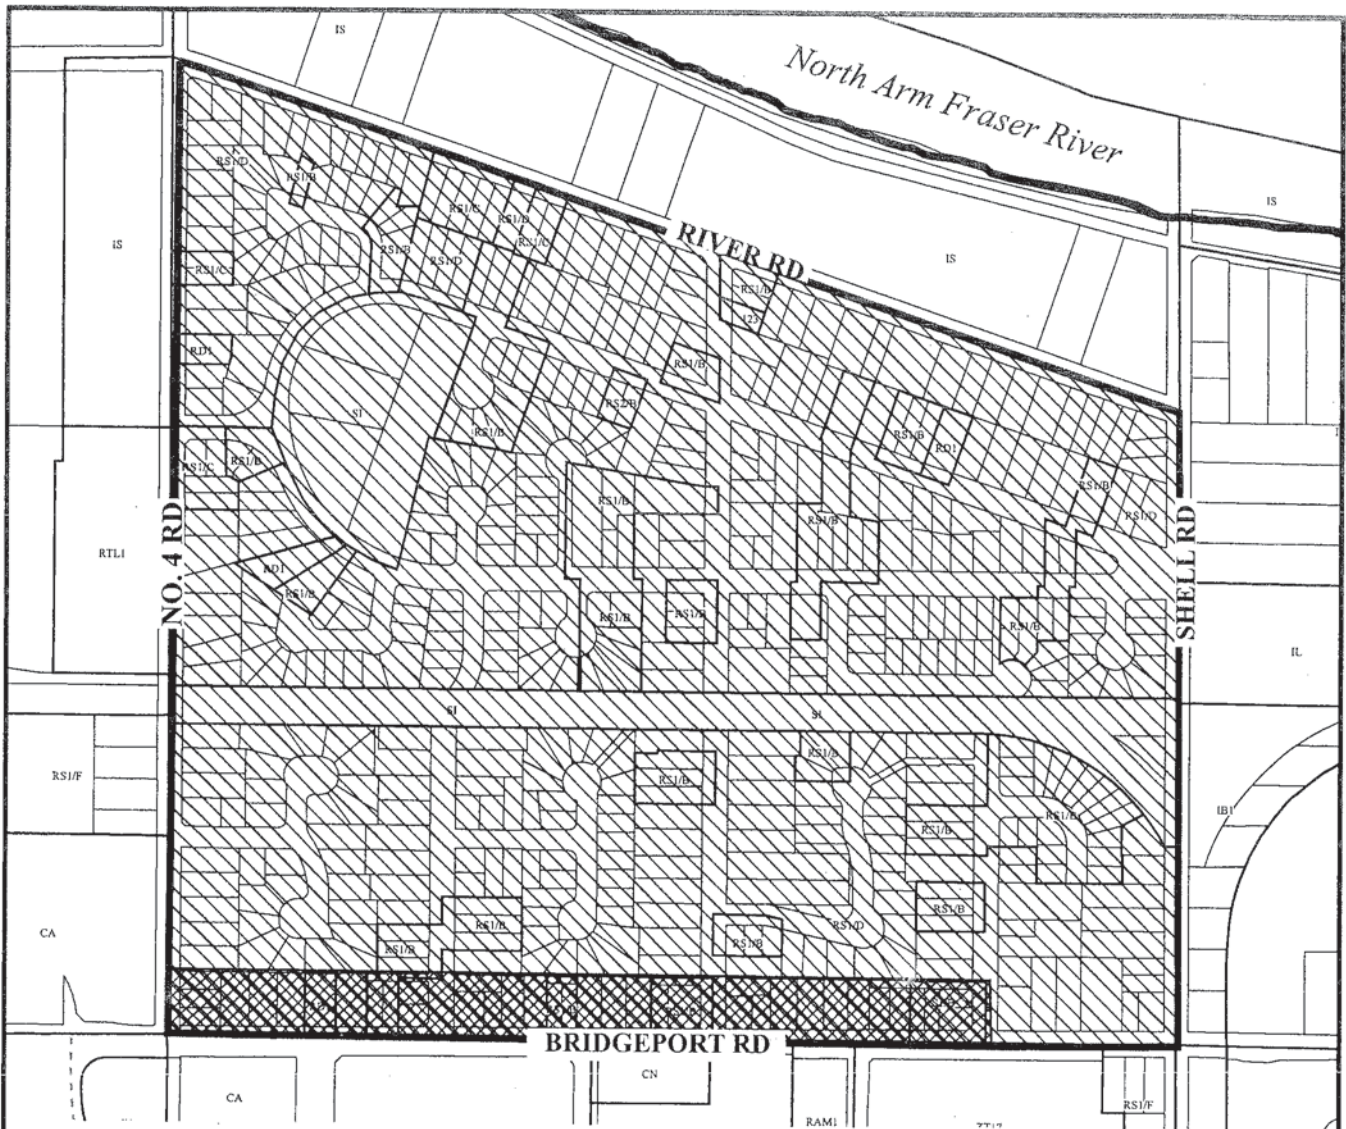 IS
North Arm Fraser River
RS1/D
RS1/B
IS
RS1/C
RS1/D
IS
RS1/B
RS1/C
RIVER RD
IS
RS1/D
RS1/C
RS1/B
123
RD1
RS1/B
RS2/B
SI
RS1/B
RS1/B
RD1
RS1/C
RS1/B
RS1/B
RS1/B
RS1/B
RS1/D
NO. 4 RD
SHELL RD
RTL1
RD1
RS1/B
RS1/B
RS1/B
RS1/B
IL
SI
SI
RS1/F
RS1/B
RS1/B
IB1
RS1/B
RS1/B
CA
RS1/B
RS1/B
RS1/B
RS1/D
RS1/B
BRIDGEPORT RD
CN
CA
RAM1
RS1/F